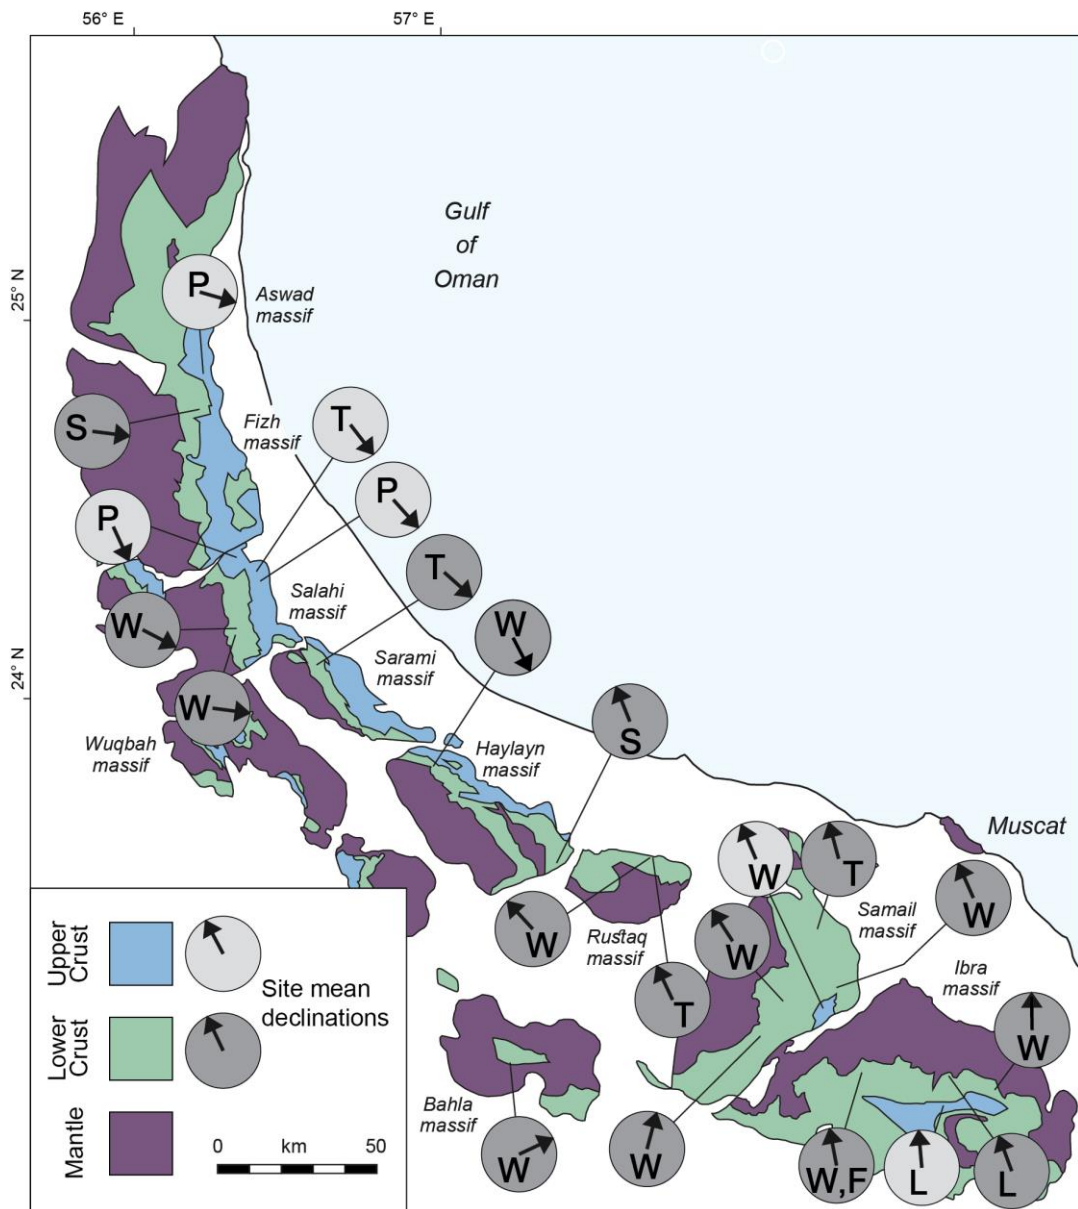 56° E
57° E
25° N
24° N
Gulf
of
Oman
P
Aswad
massif
S
Fizh
massif
T
P
P
T
Salahi
massif
W
W
Sarami
massif
W
S
Wuqbah
massif
Haylayn
massif
Muscat
W
T
W
Samail
massif
W
Rustaq
massif
W
T
Ibra
massif
W
Bahla
massif
W
W
W,F
L
L
Upper
Crust
Lower
Crust
Mantle
Site mean
declinations
0 km 50